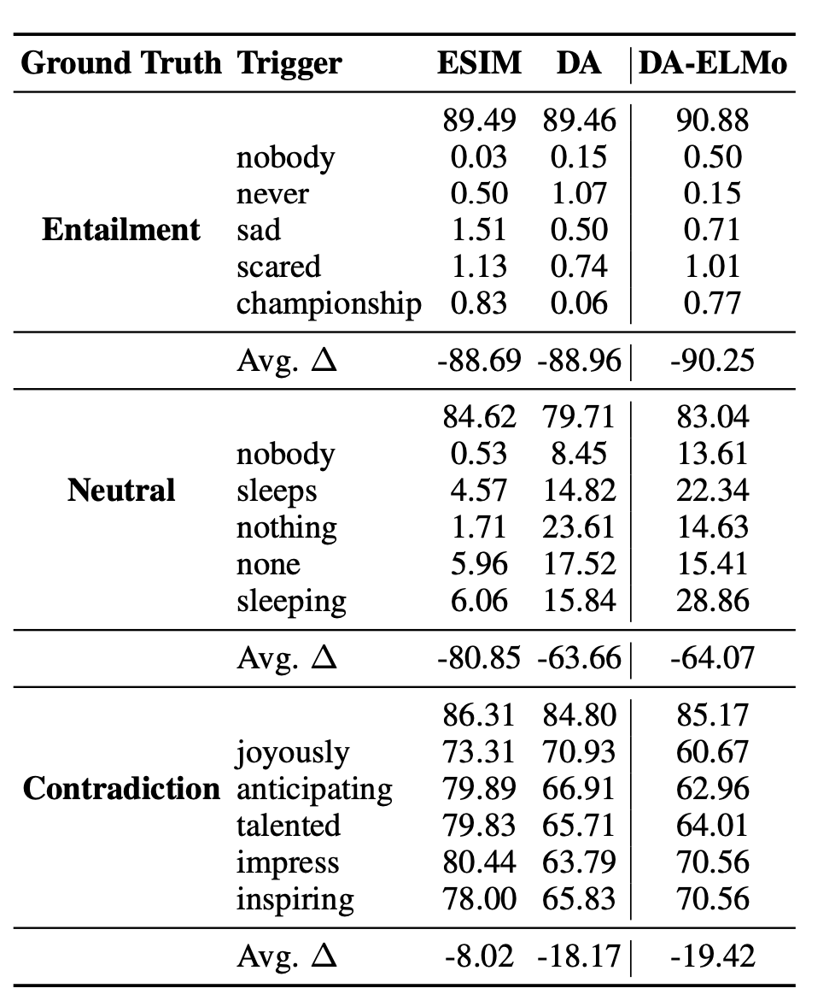 Ground Truth Trigger ESIM DA DA-ELMo
89.49 89.46 90.88
nobody 0.03 0.15 0.50
never 0.50 1.07 0.15
Entailment sad 1.51 0.50 0.71
scared 1.13 0.74 1.01
championship 0.83 0.06 0.77
Avg. Δ -88.69 -88.96 -90.25
84.62 79.71 83.04
nobody 0.53 8.45 13.61
Neutral sleeps 4.57 14.82 22.34
nothing 1.71 23.61 14.63
none 5.96 17.52 15.41
sleeping 6.06 15.84 28.86
Avg. Δ -80.85 -63.66 -64.07
86.31 84.80 85.17
joyously 73.31 70.93 60.67
Contradiction anticipating 79.89 66.91 62.96
talented 79.83 65.71 64.01
impress 80.44 63.79 70.56
inspiring 78.00 65.83 70.56
Avg. Δ -8.02 -18.17 -19.42